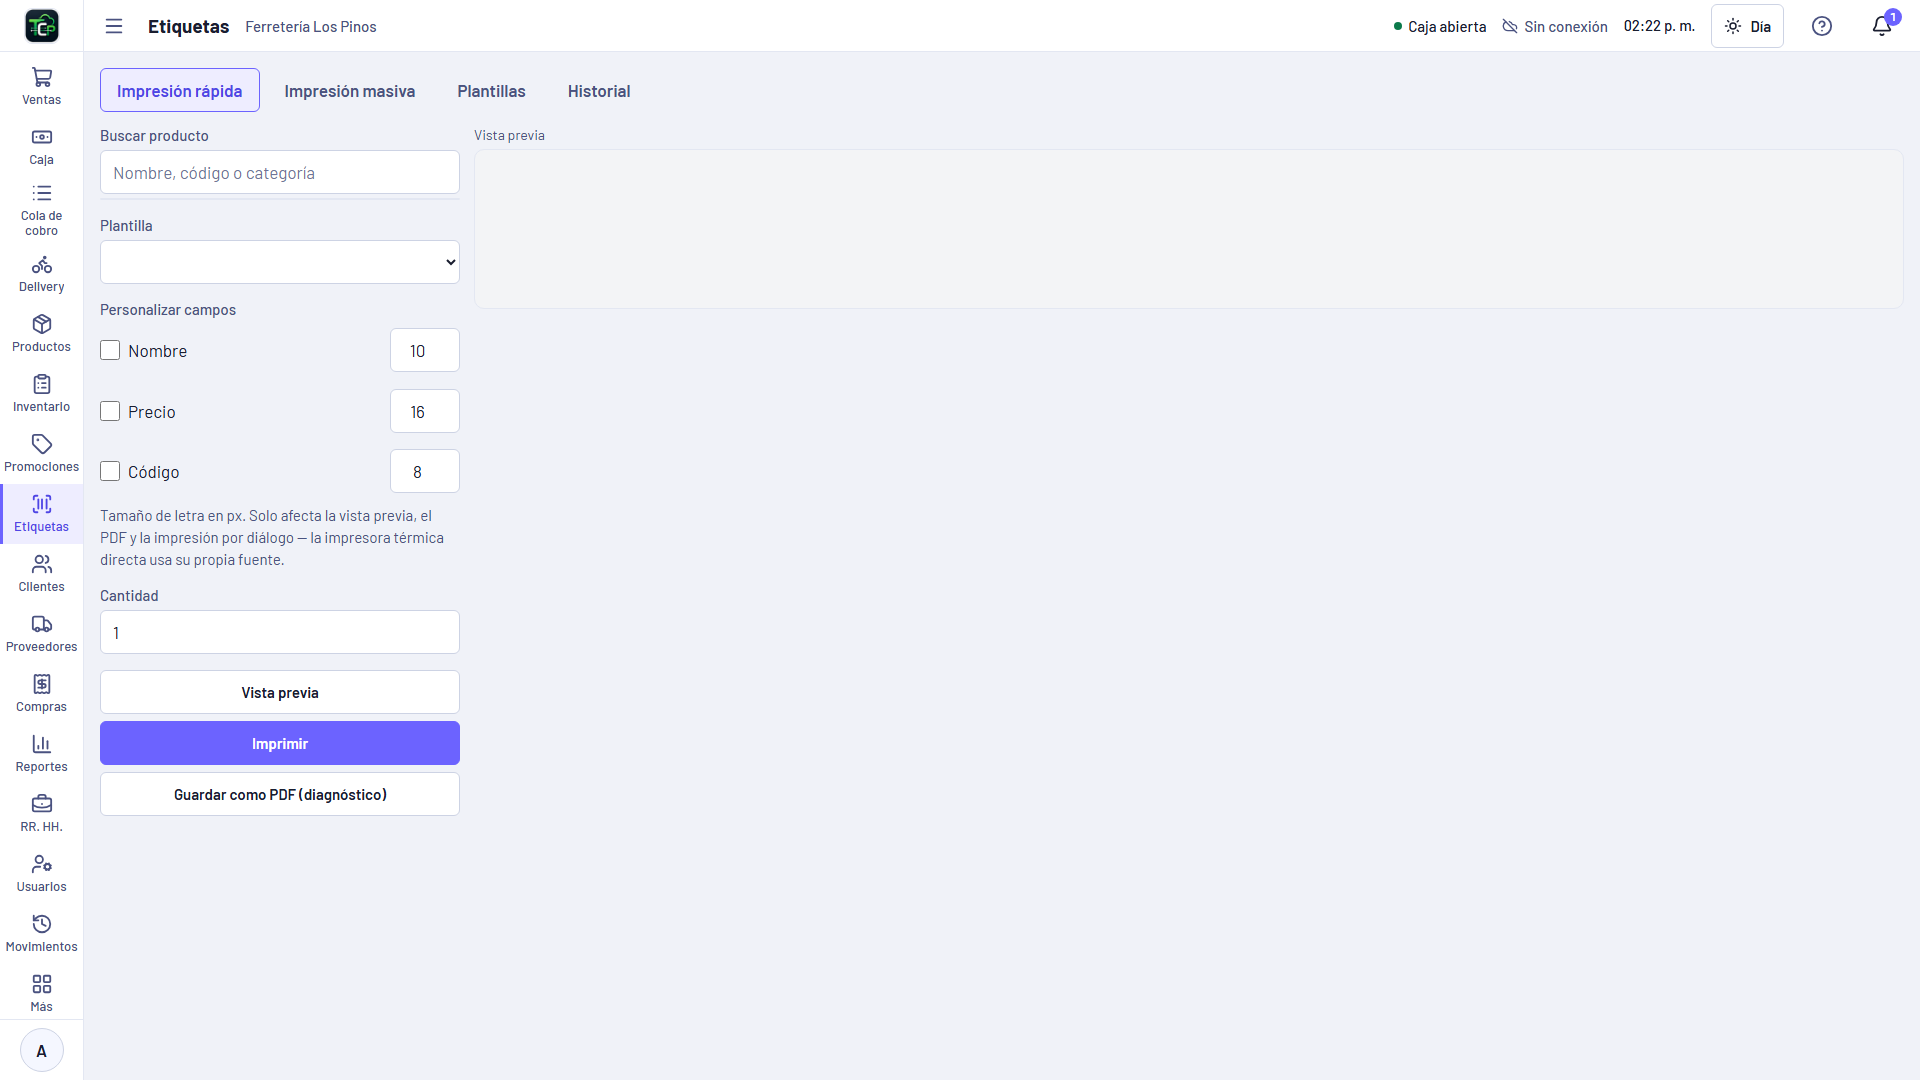 TCP
Etiquetas
Ferretería Los Pinos
Caja abierta
Sin conexión
02:22 p. m.
Día
1
Ventas
Caja
Cola de
cobro
Delivery
Productos
Inventario
Promociones
Etiquetas
Clientes
Proveedores
Compras
Reportes
RR. HH.
Usuarios
Movimientos
Más
A
Impresión rápida
Impresión masiva
Plantillas
Historial
Buscar producto
Nombre, código o categoría
Plantilla
Personalizar campos
Nombre
10
Precio
16
Código
8
Tamaño de letra en px. Solo afecta la vista previa, el
PDF y la impresión por diálogo — la impresora térmica
directa usa su propia fuente.
Cantidad
1
Vista previa
Imprimir
Guardar como PDF (diagnóstico)
Vista previa